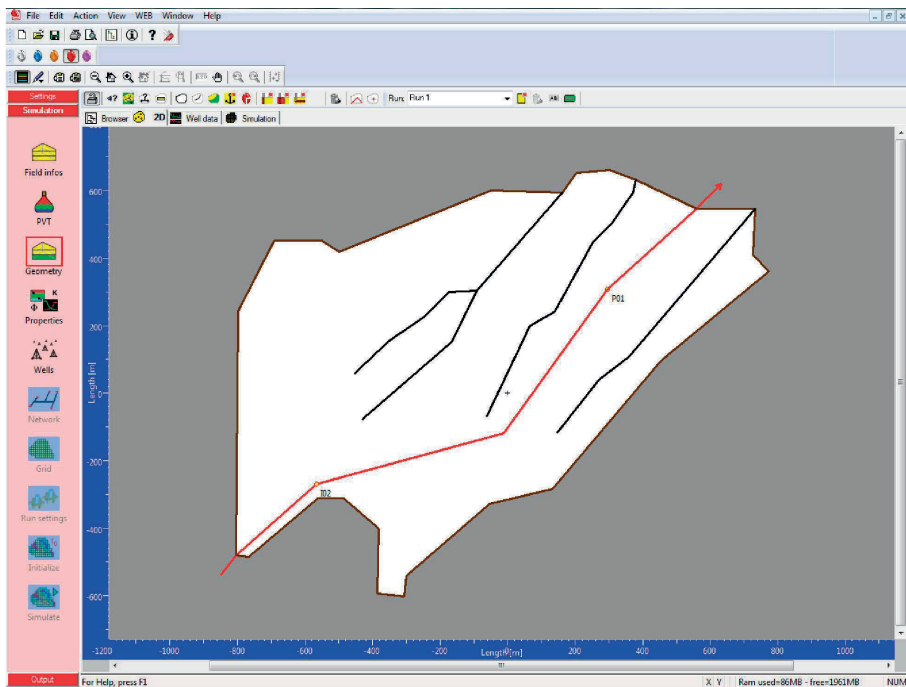 File Edit Action View WEB Window Help
Settings
Simulation
Run: Run 1
Browser 2D Well data Simulation
Field infos
PVT
Geometry
Properties
Wells
Network
Grid
Run settings
Initialize
Simulate
Output
600
400
200
0
-200
-400
-600
Length [m]
P01
I02
-1200 -1000 -800 -600 -400 -200 0 200 400 600 800 1000
Length [m]
For Help, press F1
X Y Ram used=86MB - free=1961MB NUM